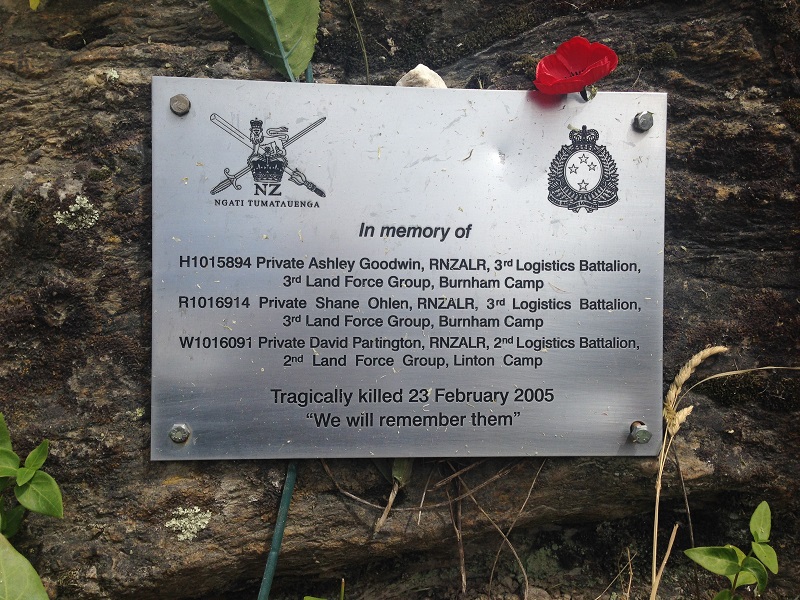 NZ
NGATI TUMATAUENGA
In memory of
H1015894 Private Ashley Goodwin, RNZALR, 3rd Logistics Battalion,
3rd Land Force Group, Burnham Camp
R1016914 Private Shane Ohlen, RNZALR, 3rd Logistics Battalion,
3rd Land Force Group, Burnham Camp
W1016091 Private David Partington, RNZALR, 2nd Logistics Battalion,
2nd Land Force Group, Linton Camp
Tragically killed 23 February 2005
“We will remember them”